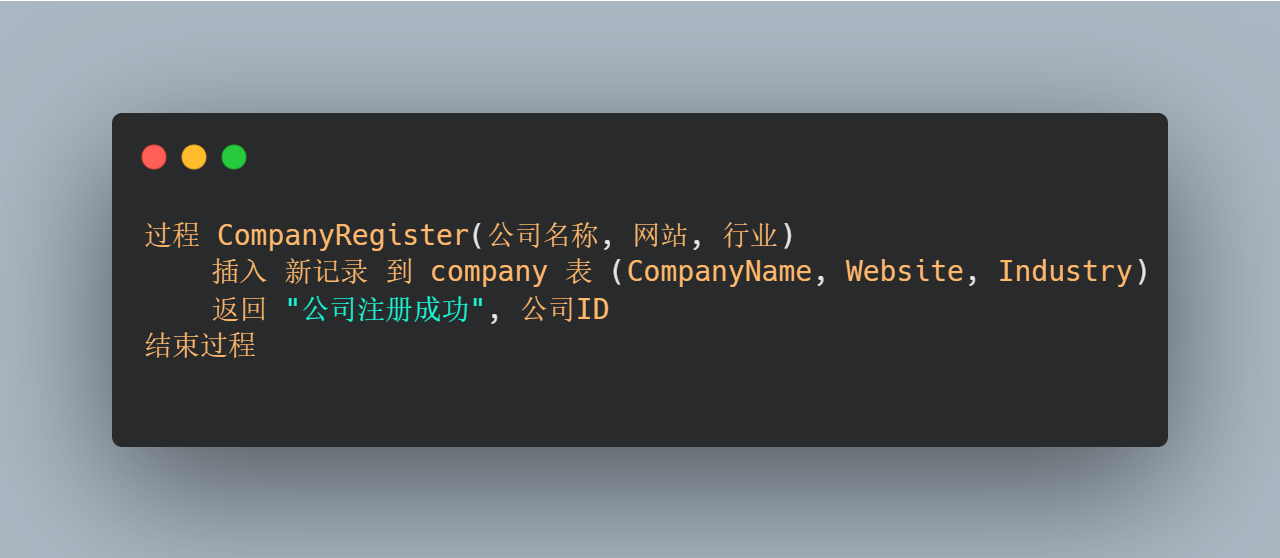 过程 CompanyRegister(公司名称, 网站, 行业)
    插入 新记录 到 company 表 (CompanyName, Website, Industry)
    返回 "公司注册成功", 公司ID
结束过程